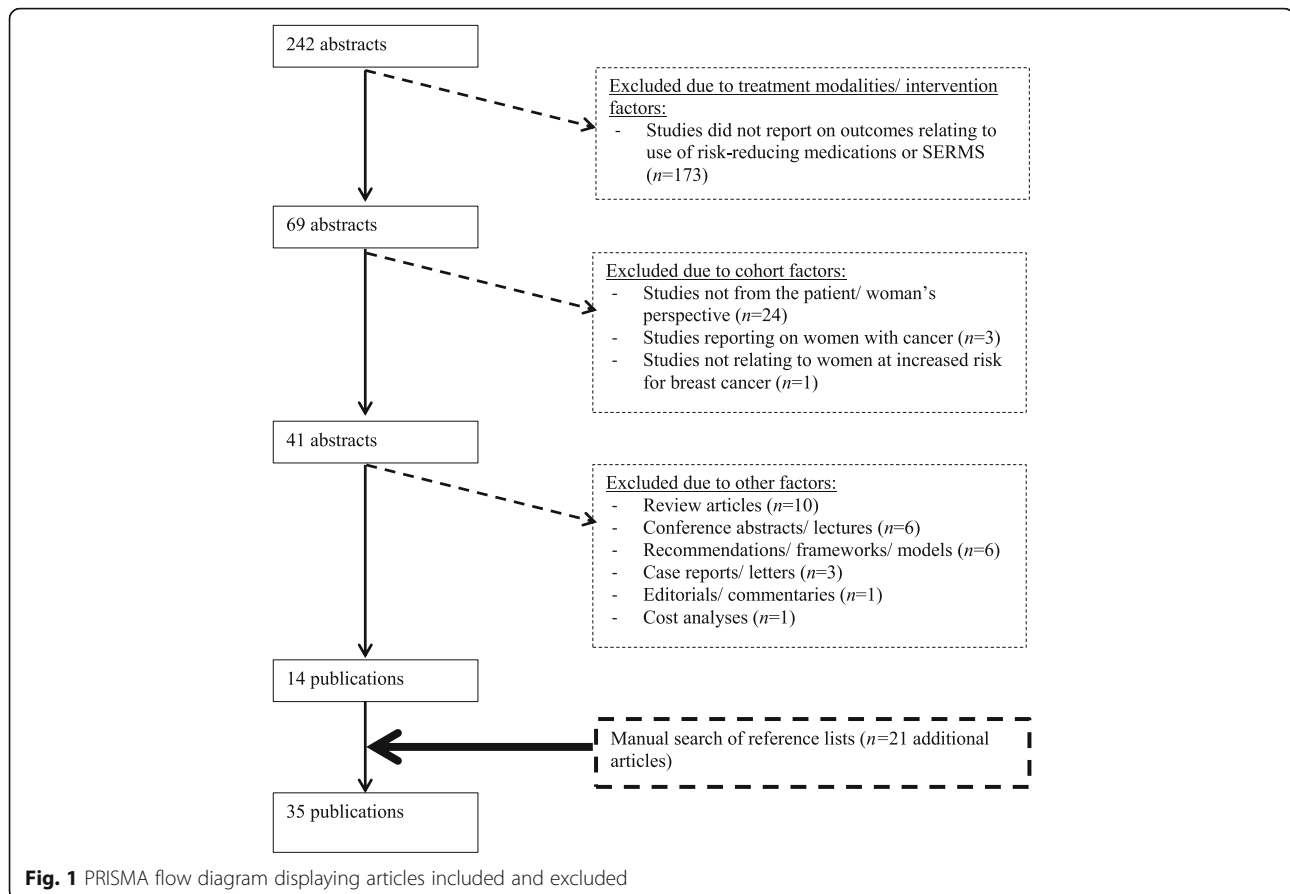 242 abstracts
Excluded due to treatment modalities/ intervention
factors:
- Studies did not report on outcomes relating to
use of risk-reducing medications or SERMS
(n=173)
69 abstracts
Excluded due to cohort factors:
- Studies not from the patient/ woman's
perspective (n=24)
- Studies reporting on women with cancer (n=3)
- Studies not relating to women at increased risk
for breast cancer (n=1)
41 abstracts
Excluded due to other factors:
- Review articles (n=10)
- Conference abstracts/ lectures (n=6)
- Recommendations/ frameworks/ models (n=6)
- Case reports/ letters (n=3)
- Editorials/ commentaries (n=1)
- Cost analyses (n=1)
14 publications
Manual search of reference lists (n=21 additional
articles)
35 publications
Fig. 1 PRISMA flow diagram displaying articles included and excluded